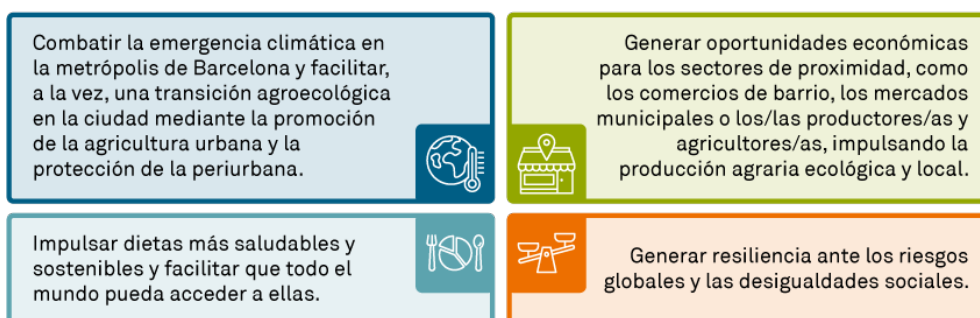 Combatir la emergencia climática en
la metrópolis de Barcelona y facilitar,
a la vez, una transición agroecológica
en la ciudad mediante la promoción
de la agricultura urbana y la
protección de la periurbana.
Generar oportunidades económicas
para los sectores de proximidad, como
los comercios de barrio, los mercados
municipales o los/las productores/as y
agricultores/as, impulsando la
producción agraria ecológica y local.
Impulsar dietas más saludables y
sostenibles y facilitar que todo el
mundo pueda acceder a ellas.
Generar resiliencia ante los riesgos
globales y las desigualdades sociales.